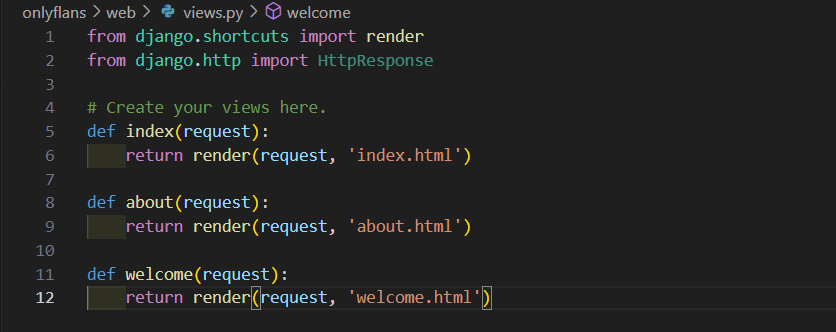 onlyflans > web > views.py > welcome
1 from django.shortcuts import render
2 from django.http import HttpResponse
3
4 # Create your views here.
5 def index(request):
6     return render(request, 'index.html')
7
8 def about(request):
9     return render(request, 'about.html')
10
11 def welcome(request):
12     return render(request, 'welcome.html')